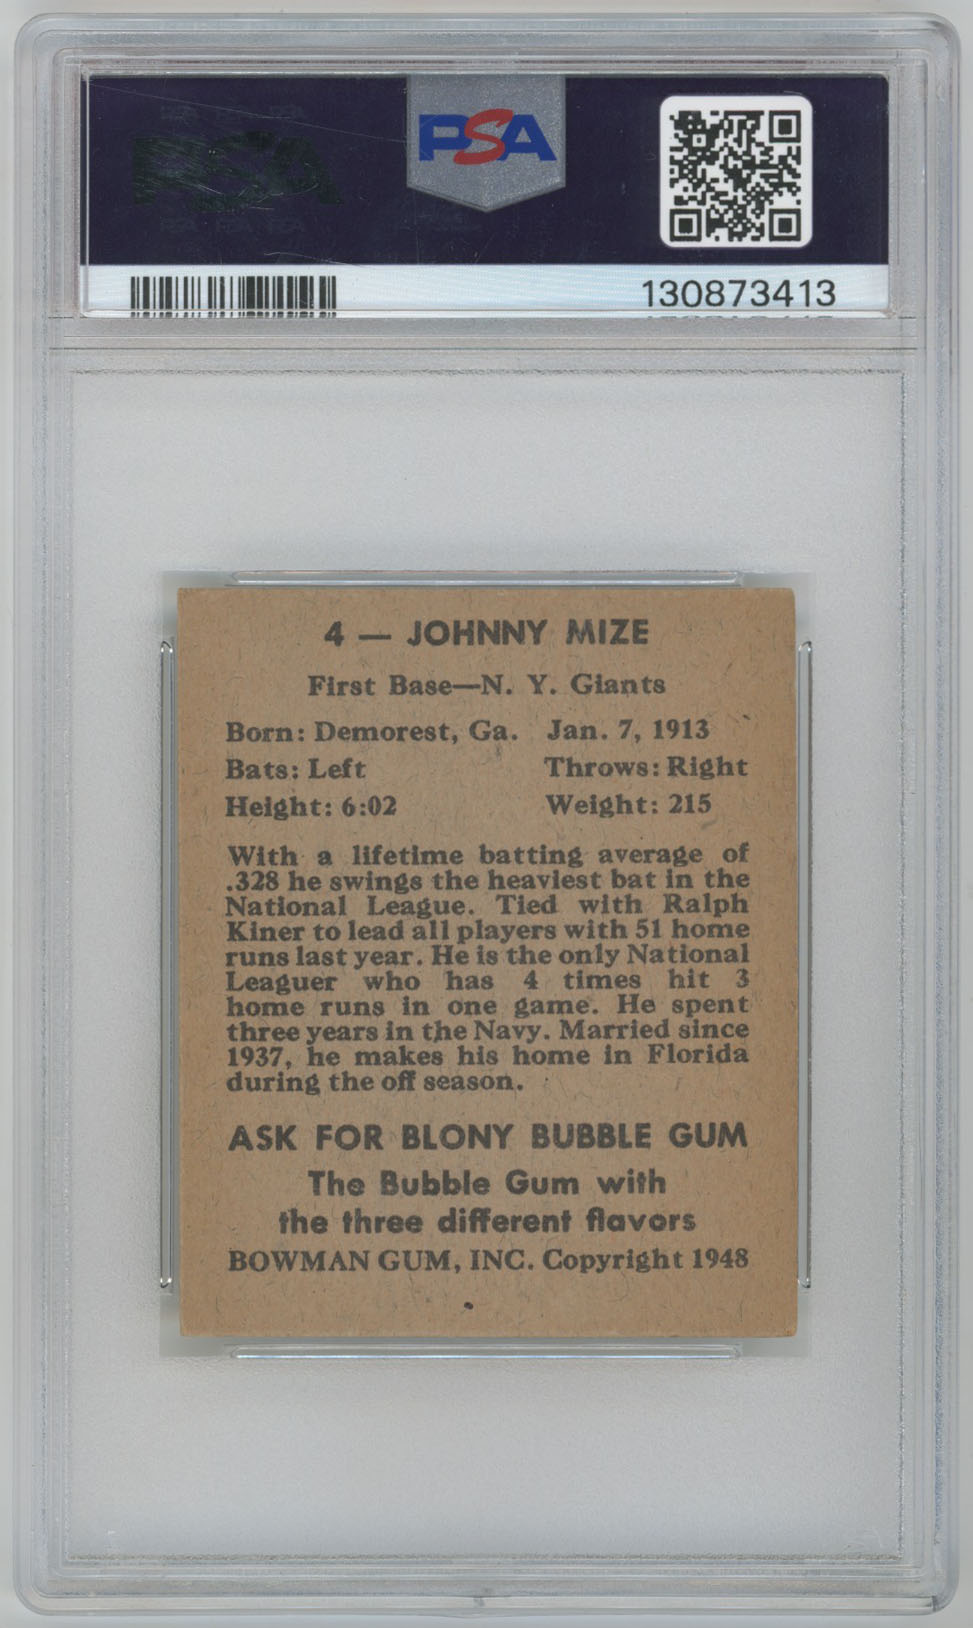 PSA
130873413
4 — JOHNNY MIZE
First Base—N. Y. Giants
Born: Demorest, Ga. Jan. 7, 1913
Bats: Left Throws: Right
Height: 6:02 Weight: 215
With a lifetime batting average of
.328 he swings the heaviest bat in the
National League. Tied with Ralph
Kiner to lead all players with 51 home
runs last year. He is the only National
Leaguer who has 4 times hit 3
home runs in one game. He spent
three years in the Navy. Married since
1937, he makes his home in Florida
during the off season.
ASK FOR BLONY BUBBLE GUM
The Bubble Gum with
the three different flavors
BOWMAN GUM, INC. Copyright 1948